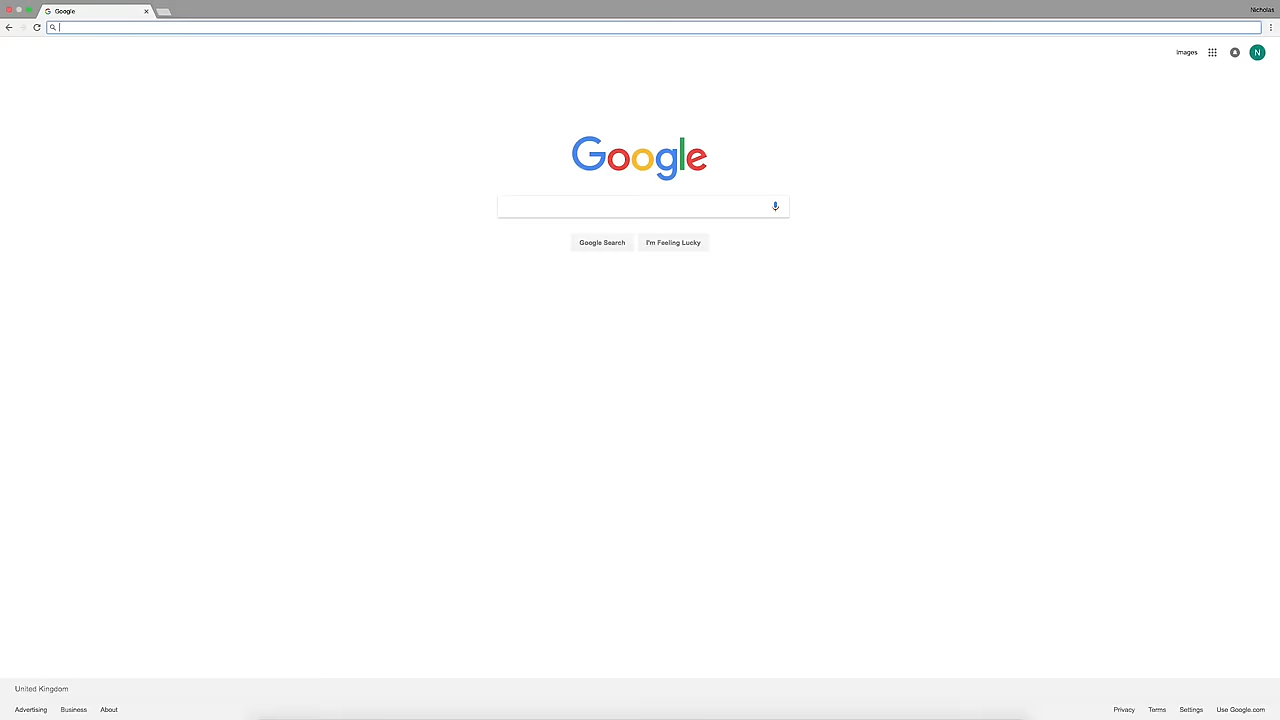 Google
Nicholas
Images
N
Google
Google Search
I'm Feeling Lucky
United Kingdom
Advertising Business About
Privacy Terms Settings Use Google.com